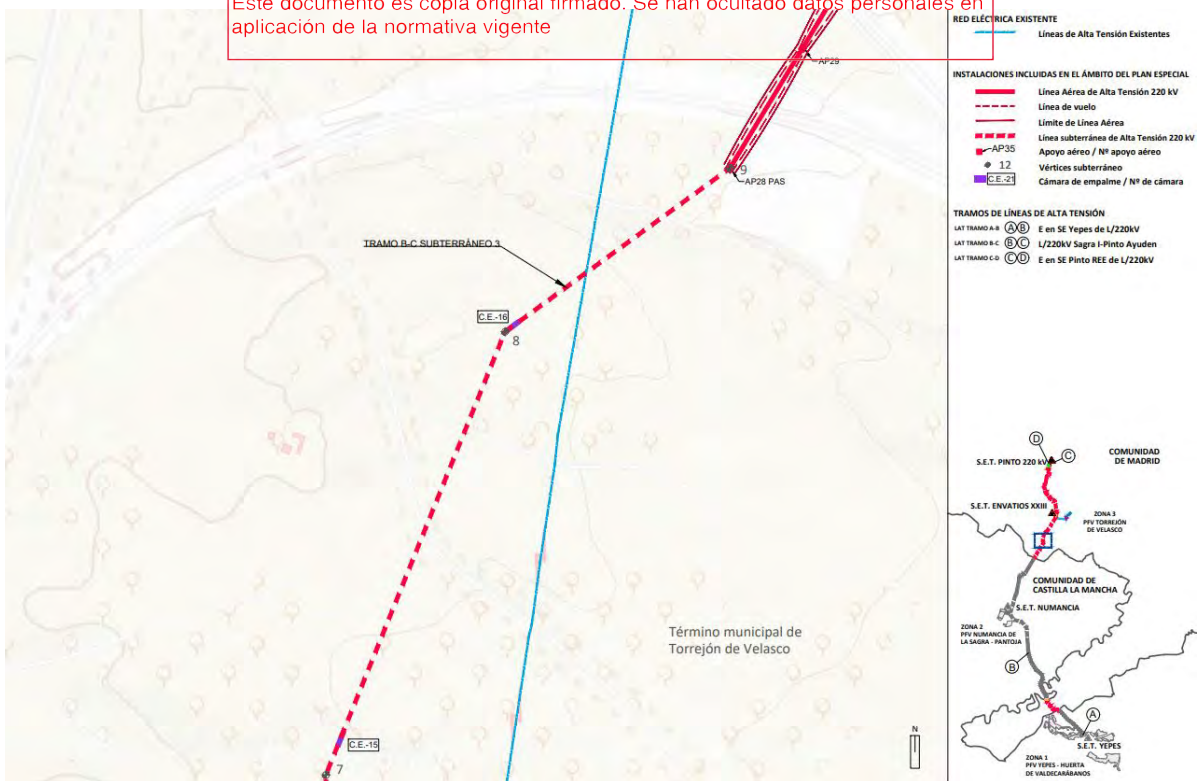 Este documento es copia original firmado. Se han ocultado datos personales en
aplicación de la normativa vigente
AP29
9
AP28 PAS
TRAMO B-C SUBTERRÁNEO 3
C.E.-16
8
Término municipal de
Torrejón de Velasco
C.E.-15
7
N
RED ELÉCTRICA EXISTENTE
Líneas de Alta Tensión Existentes
INSTALACIONES INCLUIDAS EN EL ÁMBITO DEL PLAN ESPECIAL
Línea Aérea de Alta Tensión 220 kV
Línea de vuelo
Límite de Línea Aérea
Línea subterránea de Alta Tensión 220 kV
AP35 Apoyo aéreo / Nº apoyo aéreo
12 Vértices subterráneo
C.E.-21 Cámara de empalme / Nº de cámara
TRAMOS DE LÍNEAS DE ALTA TENSIÓN
LAT TRAMO A-B A B E en SE Yepes de L/220kV
LAT TRAMO B-C B C L/220kV Sagra I-Pinto Ayuden
LAT TRAMO C-D C D E en SE Pinto REE de L/220kV
D
C
COMUNIDAD
DE MADRID
S.E.T. PINTO 220 kV
S.E.T. ENVATIOS XXIII
ZONA 3
PFV TORREJÓN
DE VELASCO
COMUNIDAD DE
CASTILLA LA MANCHA
S.E.T. NUMANCIA
ZONA 2
PFV NUMANCIA DE
LA SAGRA - PANTOJA
B
A
S.E.T. YEPES
ZONA 1
PFV YEPES - HUERTA
DE VALDECARÁBANOS